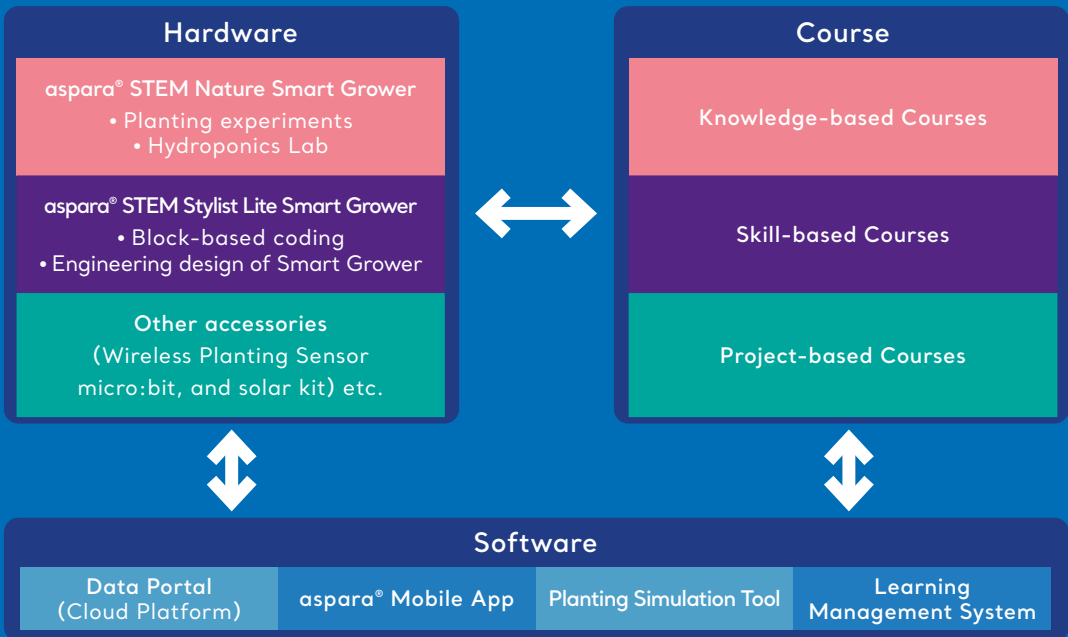 Hardware
aspara® STEM Nature Smart Grower
• Planting experiments
• Hydroponics Lab
aspara® STEM Stylist Lite Smart Grower
• Block-based coding
• Engineering design of Smart Grower
Other accessories
(Wireless Planting Sensor
micro:bit, and solar kit) etc.
Course
Knowledge-based Courses
Skill-based Courses
Project-based Courses
Software
Data Portal
(Cloud Platform)
aspara® Mobile App
Planting Simulation Tool
Learning
Management System